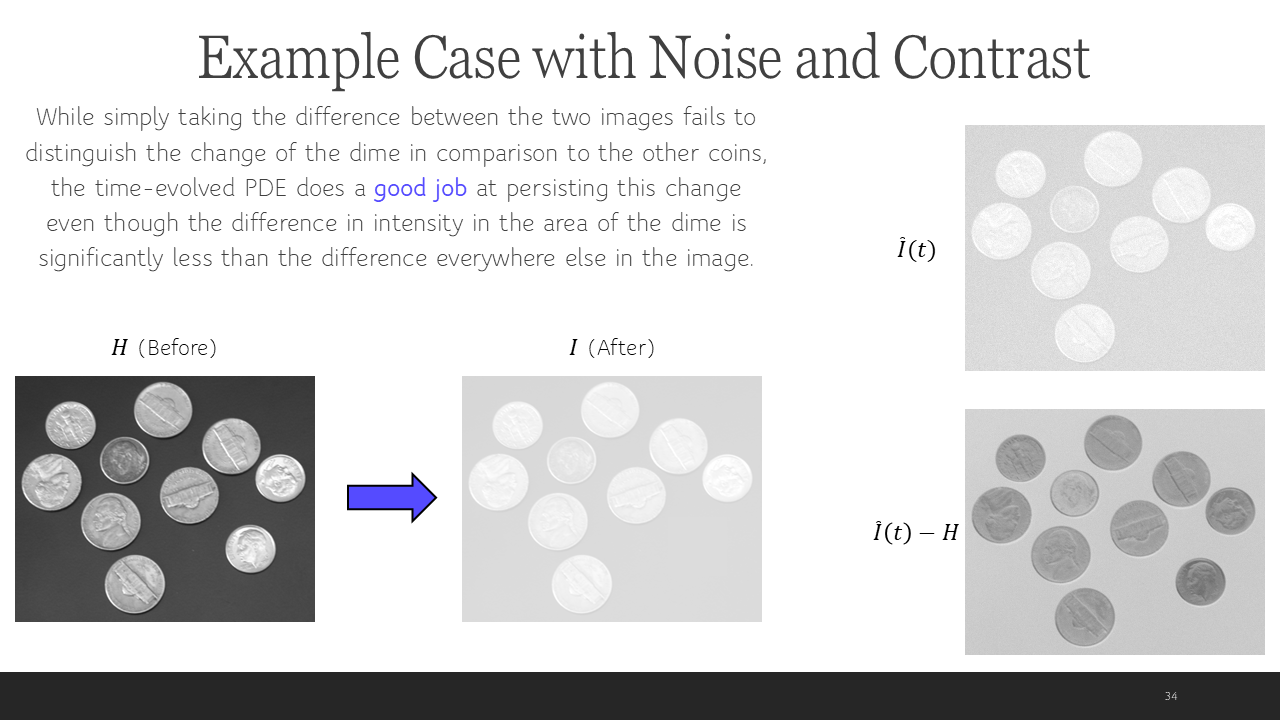 Example Case with Noise and Contrast
While simply taking the difference between the two images fails to
distinguish the change of the dime in comparison to the other coins,
the time-evolved PDE does a good job at persisting this change
even though the difference in intensity in the area of the dime is
significantly less than the difference everywhere else in the image.
Î(t)
H (Before)
I (After)
Î(t) − H
34